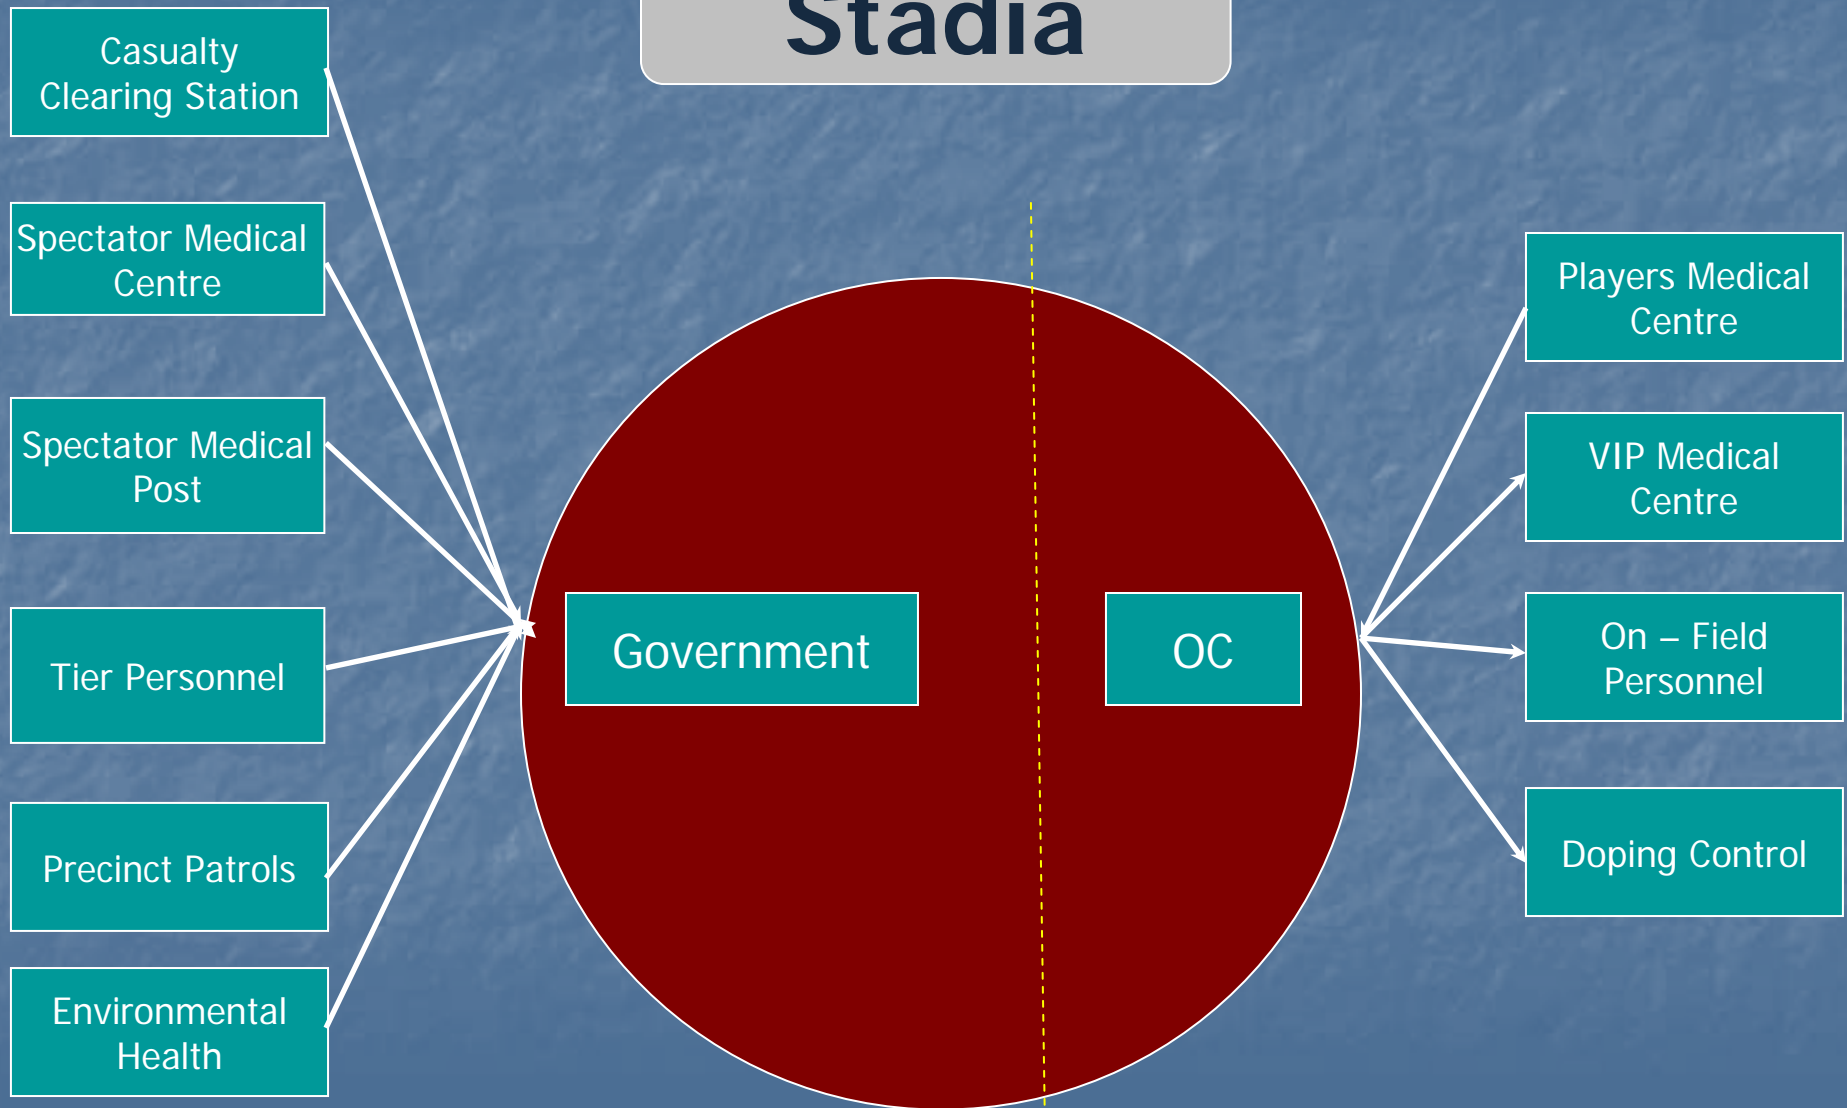 Stadia
Casualty
Clearing Station
Spectator Medical
Centre
Spectator Medical
Post
Tier Personnel
Precinct Patrols
Environmental
Health
Government
OC
Players Medical
Centre
VIP Medical
Centre
On – Field
Personnel
Doping Control